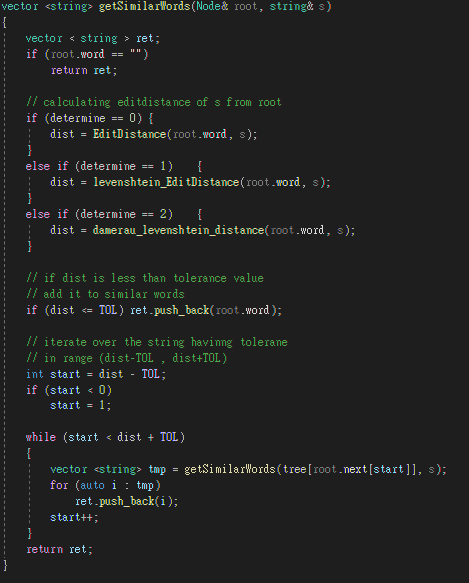 vector <string> getSimilarWords(Node& root, string& s)
{
    vector < string > ret;
    if (root.word == "")
        return ret;

    // calculating editdistance of s from root
    if (determine == 0) {
        dist = EditDistance(root.word, s);
    }
    else if (determine == 1)    {
        dist = levenshtein_EditDistance(root.word, s);
    }
    else if (determine == 2)    {
        dist = damerau_levenshtein_distance(root.word, s);
    }

    // if dist is less than tolerance value
    // add it to similar words
    if (dist <= TOL) ret.push_back(root.word);

    // iterate over the string havinng tolerane
    // in range (dist-TOL , dist+TOL)
    int start = dist - TOL;
    if (start < 0)
        start = 1;

    while (start < dist + TOL)
    {
        vector <string> tmp = getSimilarWords(tree[root.next[start]], s);
        for (auto i : tmp)
            ret.push_back(i);
        start++;
    }
    return ret;
}